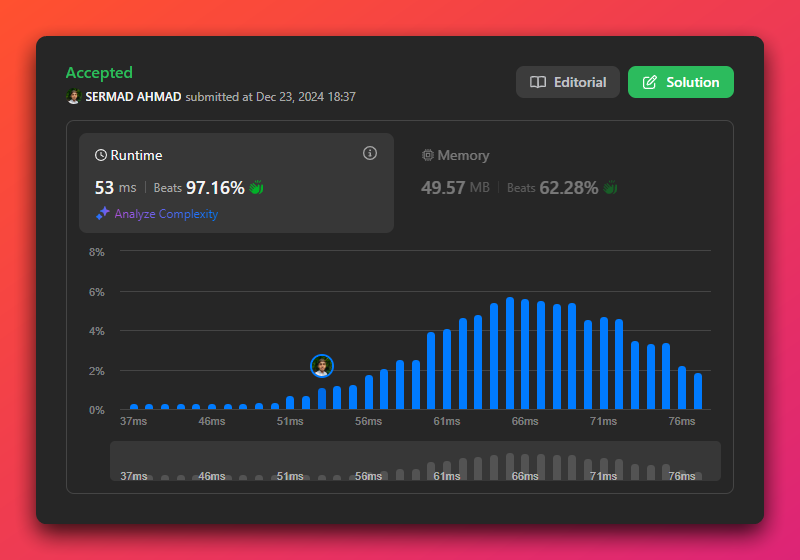 Accepted
SERMAD AHMAD submitted at Dec 23, 2024 18:37
Editorial
Solution
Runtime
53 ms | Beats 97.16%
Analyze Complexity
Memory
49.57 MB | Beats 62.28%
8%
6%
4%
2%
0%
37ms 46ms 51ms 56ms 61ms 66ms 71ms 76ms
37ms 46ms 51ms 56ms 61ms 66ms 71ms 76ms